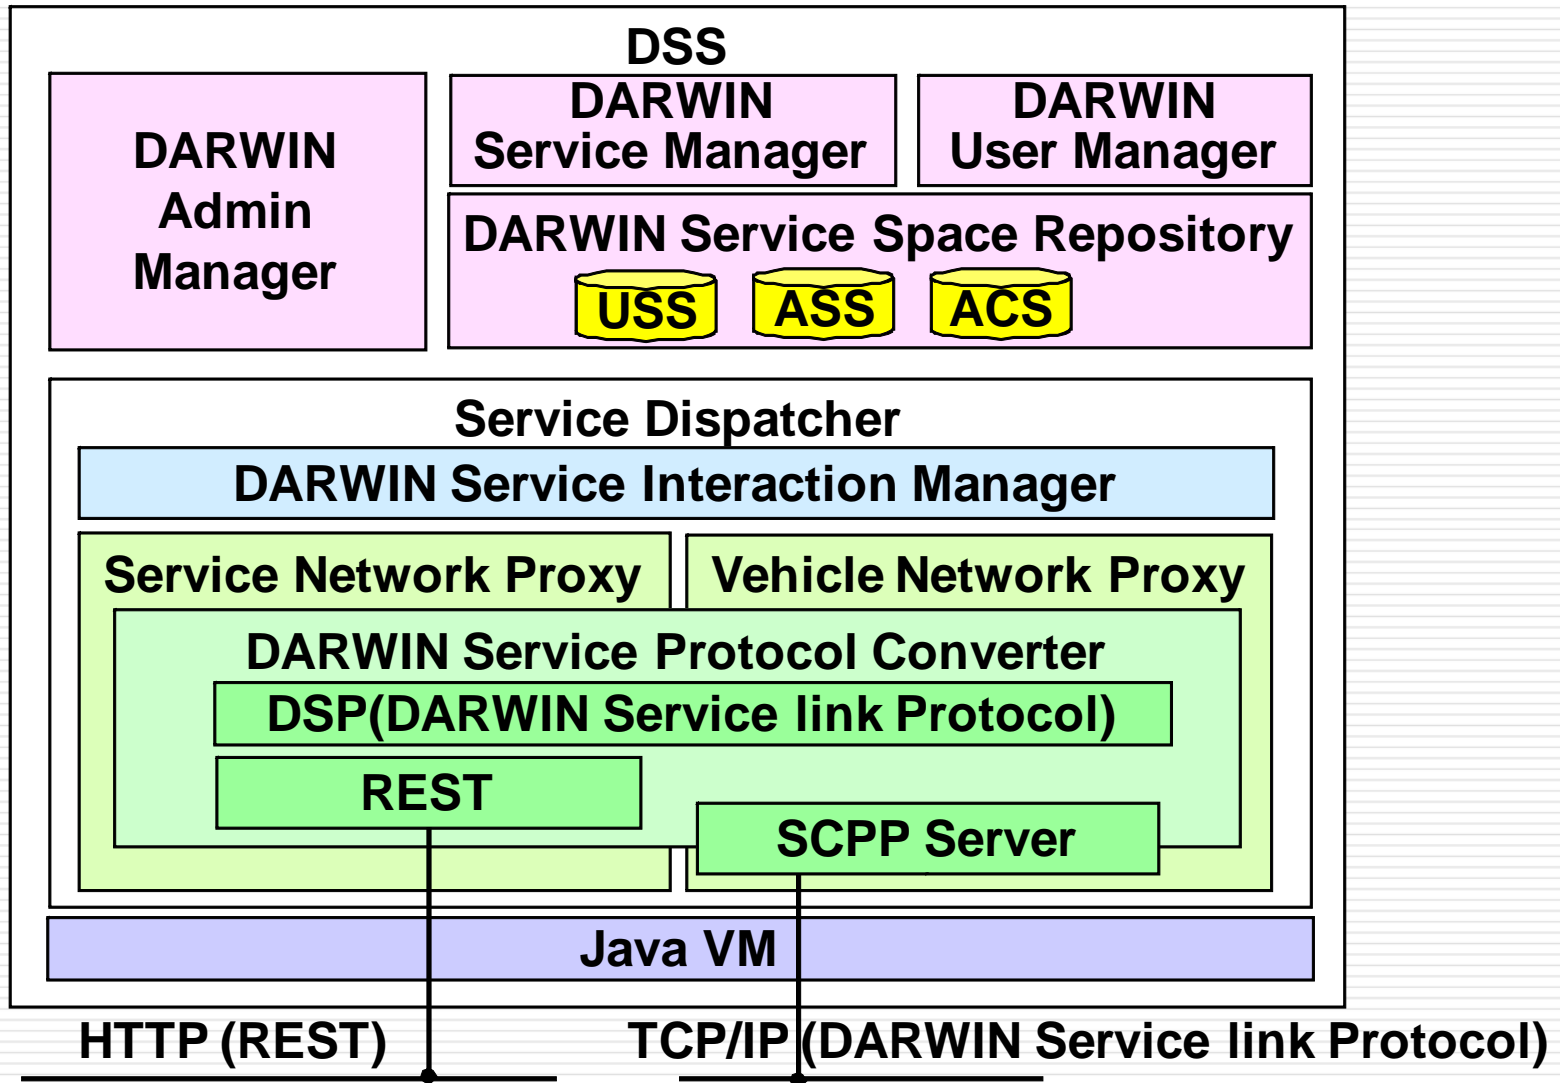 DSS
DARWIN
Admin
Manager
DARWIN
Service Manager
DARWIN
User Manager
DARWIN Service Space Repository
USS
ASS
ACS
Service Dispatcher
DARWIN Service Interaction Manager
Service Network Proxy
Vehicle Network Proxy
DARWIN Service Protocol Converter
DSP(DARWIN Service link Protocol)
REST
SCPP Server
Java VM
HTTP (REST)
TCP/IP (DARWIN Service link Protocol)